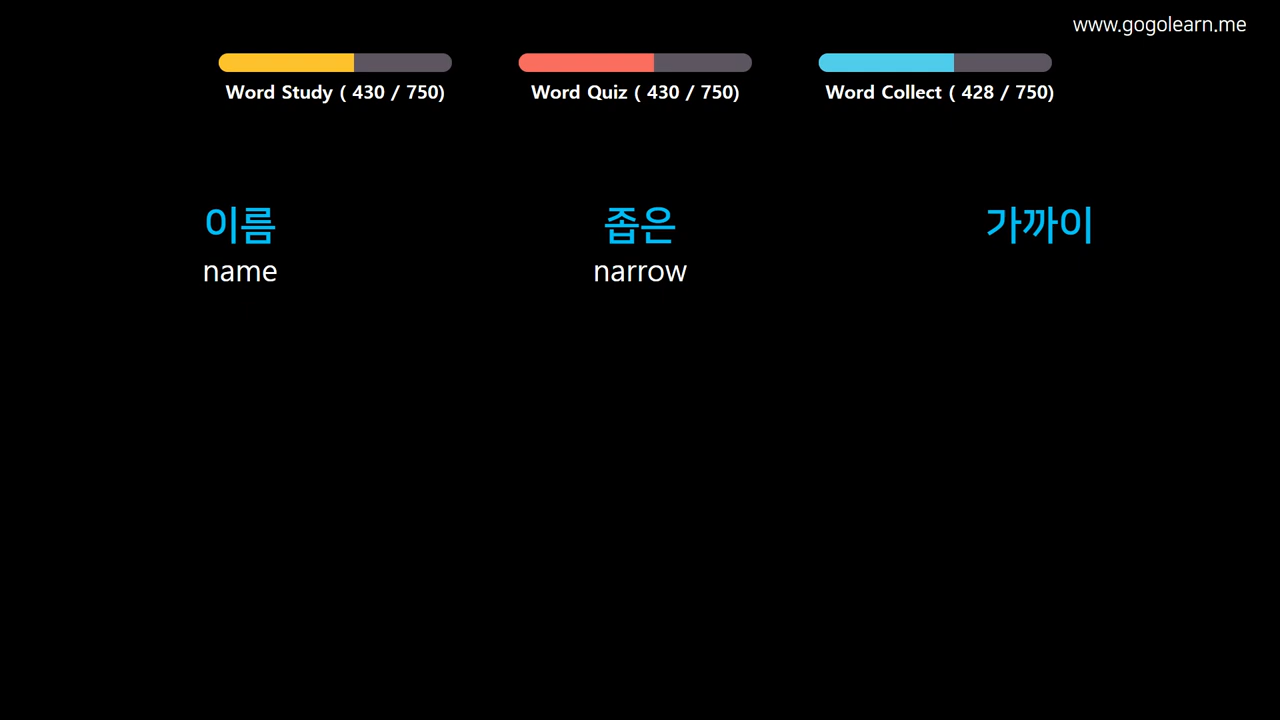 www.gogolearn.me
Word Study ( 430 / 750)
Word Quiz ( 430 / 750)
Word Collect ( 428 / 750)
이름
name
좁은
narrow
가까이